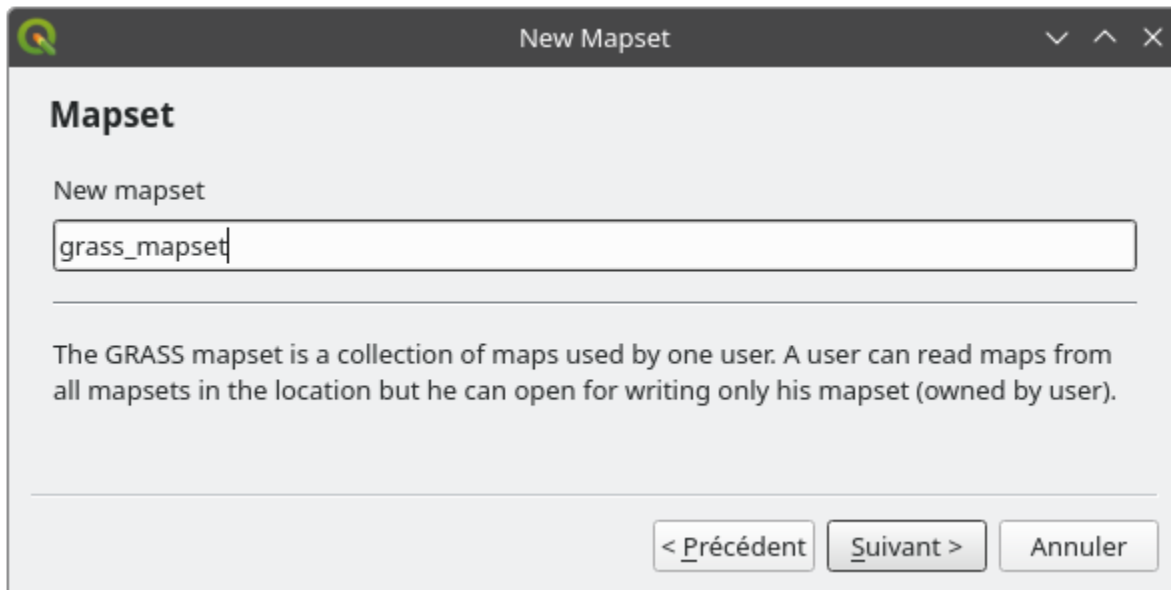 New Mapset
Mapset
New mapset
grass_mapset
The GRASS mapset is a collection of maps used by one user. A user can read maps from
all mapsets in the location but he can open for writing only his mapset (owned by user).
< Précédent Suivant > Annuler